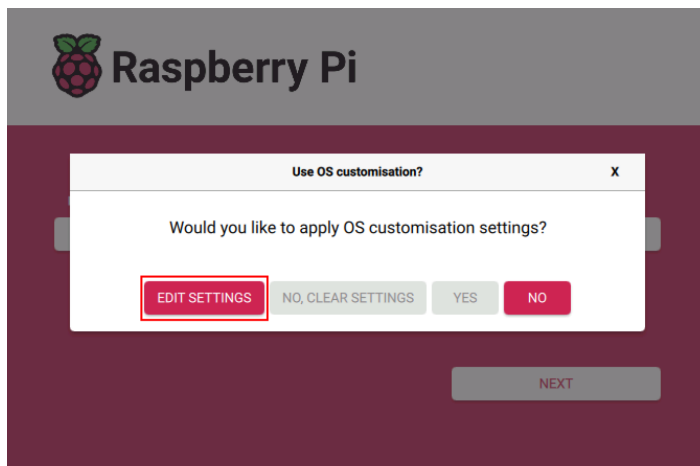 Raspberry Pi
Use OS customisation? X
Would you like to apply OS customisation settings?
EDIT SETTINGS NO, CLEAR SETTINGS YES NO
NEXT